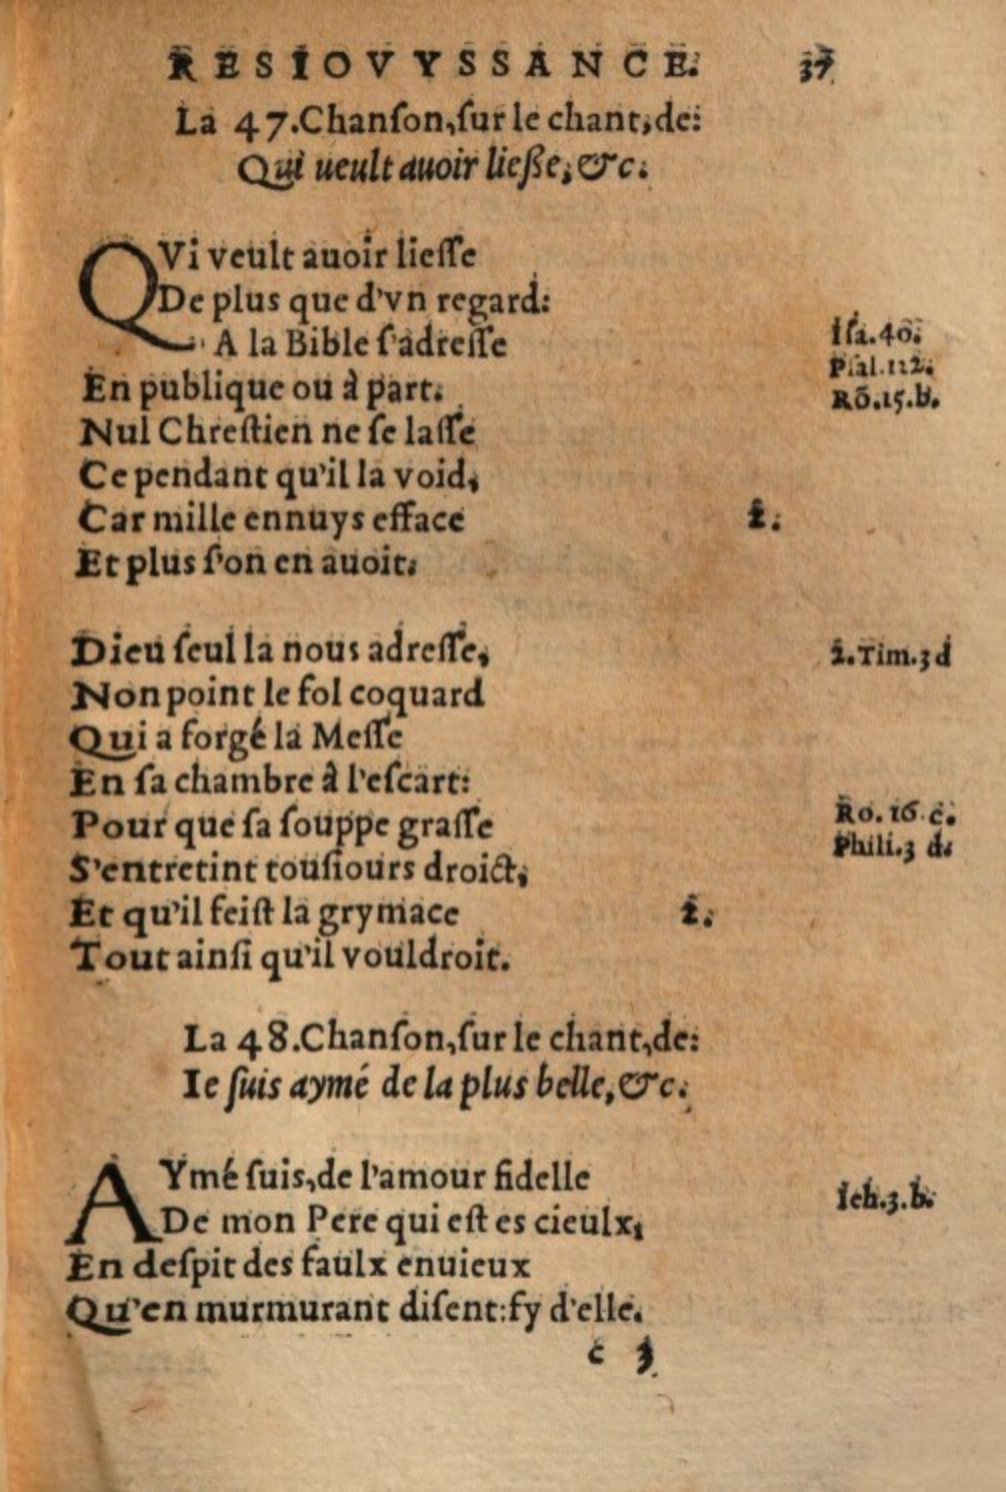 RESIOVYSSANCE. 37
La 47.Chanſon,ſur le chant,de:
Qui ueult auoir lieſse,&c.
QVi veult auoir lieſſe
De plus que d'vn regard:
A la Bible ſ'adreſſe
Iſa.40.
En publique ou à part.
Pſal.112.
Rõ.15.b.
Nul Chreſtien ne ſe laſſe
Ce pendant qu'il la void,
Car mille ennuys efface 2.
Et plus ſ'on en auoit.
Dieu ſeul la nous adreſſe, 2.Tim.3 d
Non point le fol coquard
Qui a forgé la Meſſe
En ſa chambre à l'eſcart:
Pour que ſa ſouppe graſſe Ro.16 c.
S'entretint touſiours droict, Phili.3 d.
Et qu'il feiſt la grymace 2.
Tout ainſi qu'il vouldroit.
La 48.Chanſon,ſur le chant,de:
Ie ſuis aymé de la plus belle,&c.
AYmé ſuis,de l'amour fidelle
De mon Pere qui eſt es cieulx, Ieh.3.b.
En deſpit des faulx enuieux
Qu'en murmurant diſent:fy d'elle.
c 3